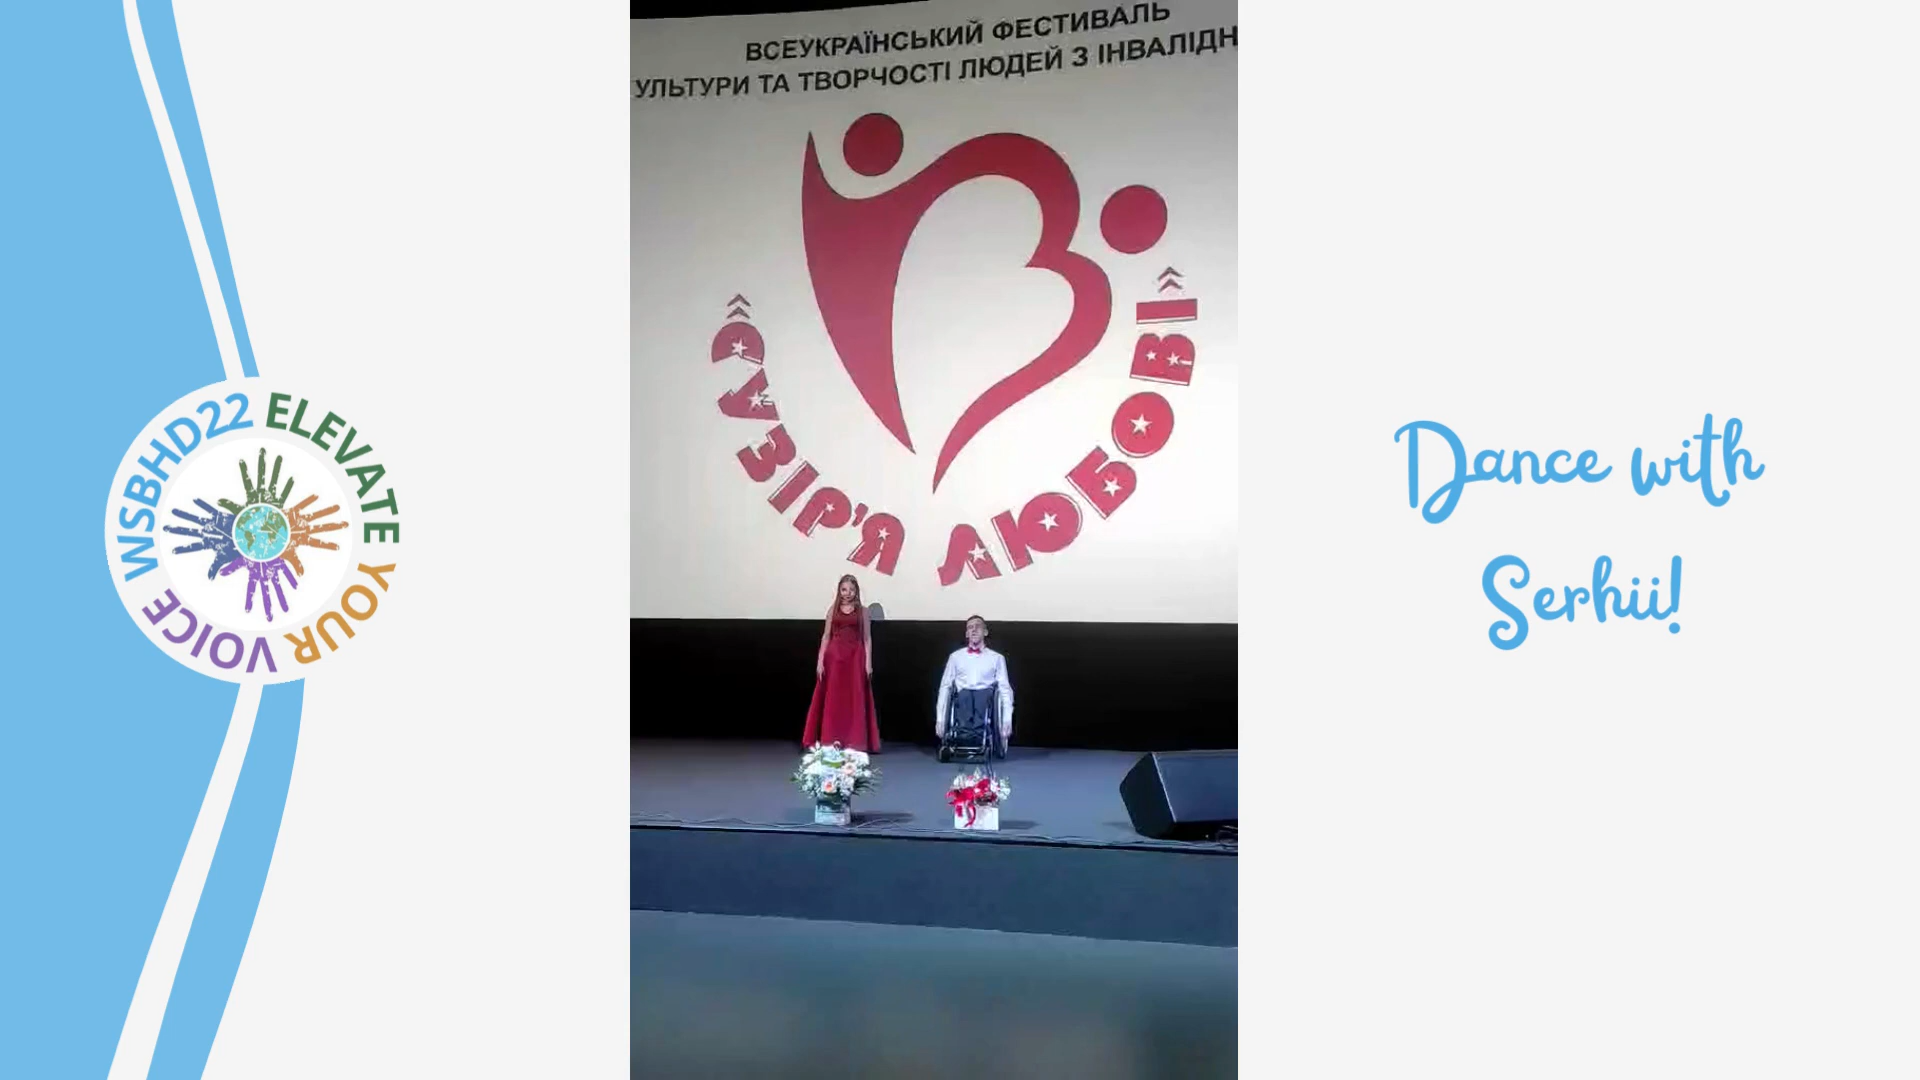 WSBHD22 ELEVATE YOUR VOICE
ВСЕУКРАЇНСЬКИЙ ФЕСТИВАЛЬ
УЛЬТУРИ ТА ТВОРЧОСТІ ЛЮДЕЙ З ІНВАЛІДН
«СУЗІР'Я ЛЮБОВІ»
Dance with
Serhii!